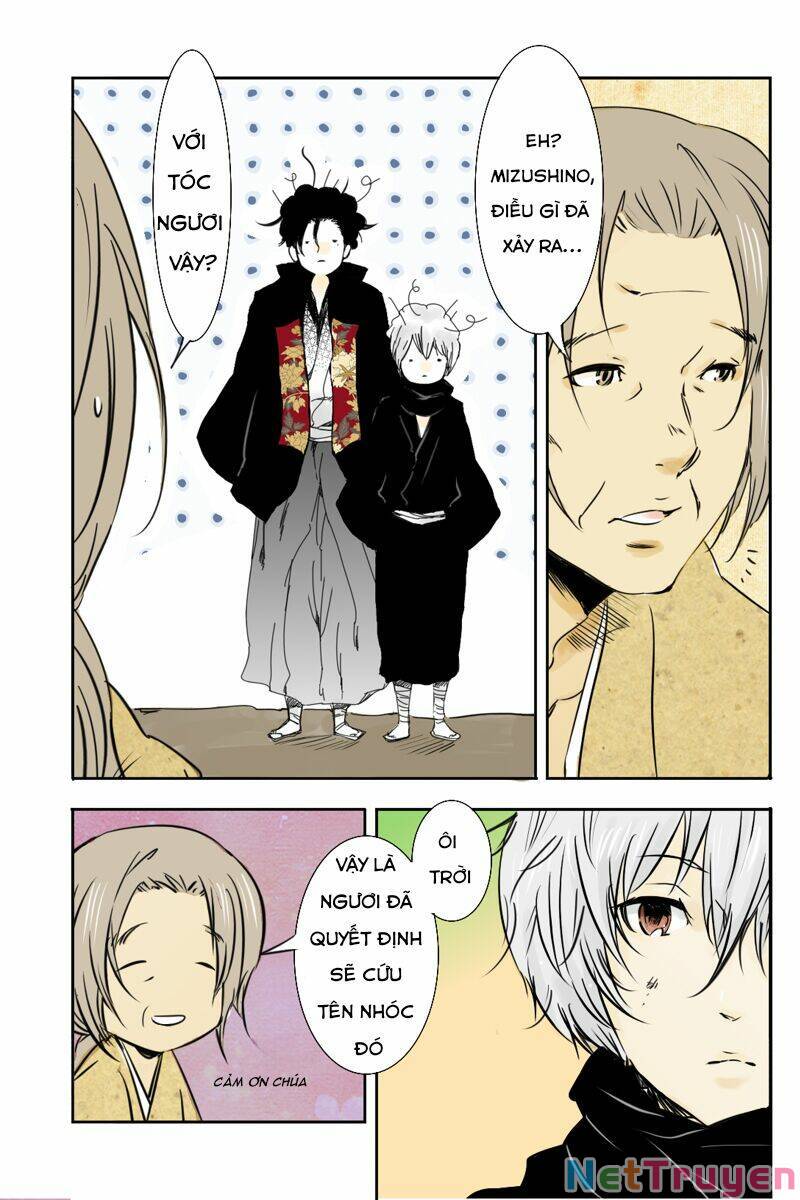 EH?
MIZUSHINO,
ĐIỀU GÌ ĐÃ
XẢY RA...
VỚI
TÓC
NGƯƠI
VẬY?
ÔI
TRỜI
VẬY LÀ
NGƯƠI ĐÃ
QUYẾT ĐỊNH
SẼ CỨU
TÊN NHÓC
ĐÓ
CẢM ƠN CHÚA
NetTruyen